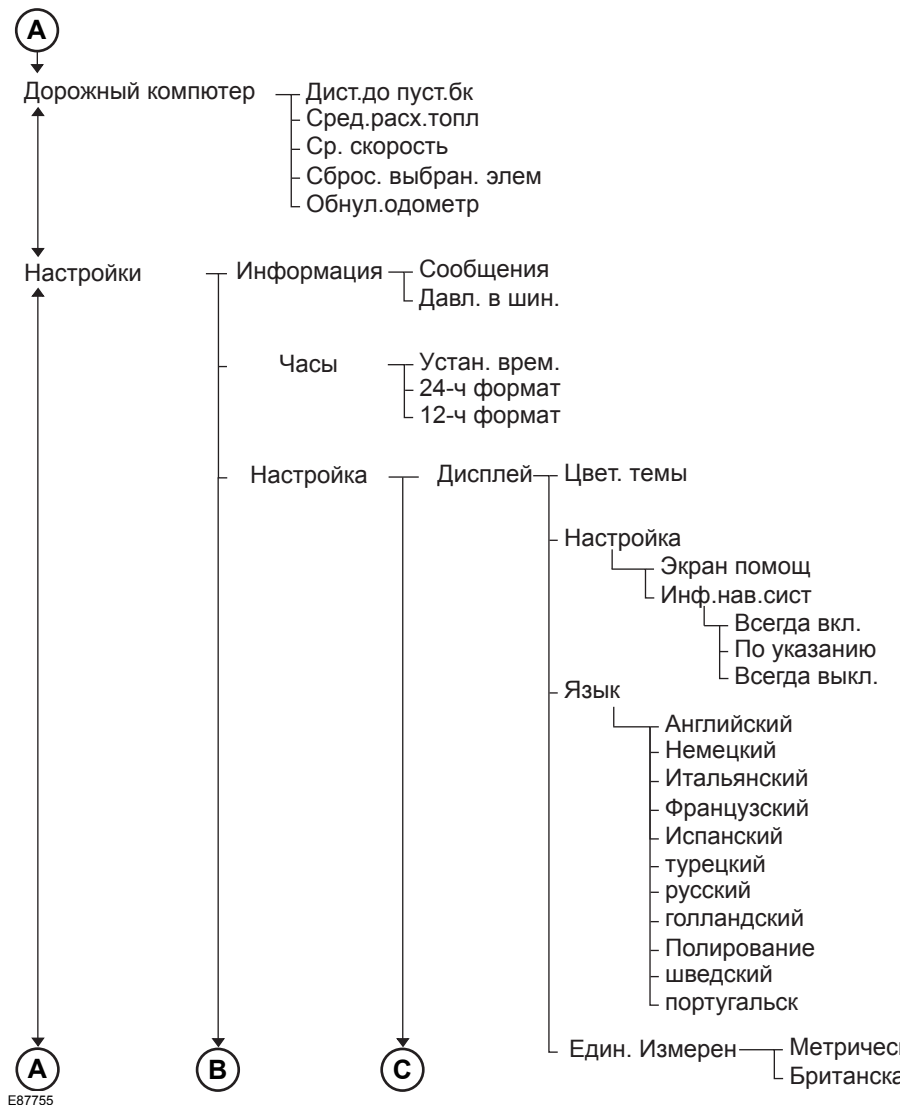 A
Дорожный компютер
Дист.до пуст.бк
Сред.расх.топл
Ср. скорость
Сброс. выбран. элем
Обнул.одометр
Настройки
Информация
Сообщения
Давл. в шин.
Часы
Устан. врем.
24-ч формат
12-ч формат
Настройка
Дисплей
Цвет. темы
Настройка
Экран помощ
Инф.нав.сист
Всегда вкл.
По указанию
Всегда выкл.
Язык
Английский
Немецкий
Итальянский
Французский
Испанский
турецкий
русский
голландский
Полирование
шведский
португальск
Един. Измерен
Метричес
Британска
A
B
C
E87755